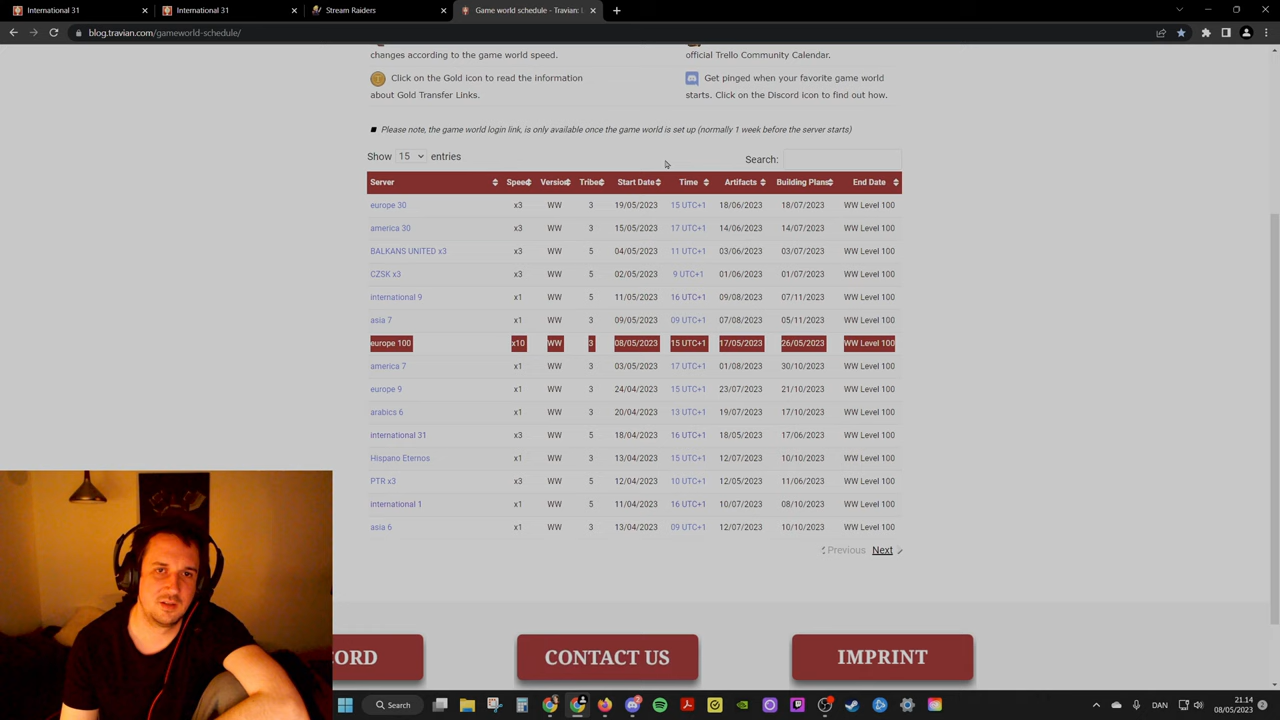 International 31
International 31
Stream Raiders
Game world schedule - Travian: L
blog.travian.com/gameworld-schedule/
changes according to the game world speed.
official Trello Community Calendar.
Click on the Gold icon to read the information
about Gold Transfer Links.
Get pinged when your favorite game world
starts. Click on the Discord icon to find out how.
Please note, the game world login link, is only available once the game world is set up (normally 1 week before the server starts)
Show 15 entries
Search:
Server Speed Version Tribes Start Date Time Artifacts Building Plans End Date
europe 30 x3 WW 3 19/05/2023 15 UTC+1 18/06/2023 18/07/2023 WW Level 100
america 30 x3 WW 3 15/05/2023 17 UTC+1 14/06/2023 14/07/2023 WW Level 100
BALKANS UNITED x3 x3 WW 5 04/05/2023 11 UTC+1 03/06/2023 03/07/2023 WW Level 100
CZSK x3 x3 WW 5 02/05/2023 9 UTC+1 01/06/2023 01/07/2023 WW Level 100
international 9 x1 WW 5 11/05/2023 16 UTC+1 09/08/2023 07/11/2023 WW Level 100
asia 7 x1 WW 5 09/05/2023 09 UTC+1 07/08/2023 05/11/2023 WW Level 100
europe 100 x10 WW 3 08/05/2023 15 UTC+1 17/05/2023 26/05/2023 WW Level 100
america 7 x1 WW 3 03/05/2023 17 UTC+1 01/08/2023 30/10/2023 WW Level 100
europe 9 x1 WW 3 24/04/2023 15 UTC+1 23/07/2023 21/10/2023 WW Level 100
arabics 6 x1 WW 3 20/04/2023 13 UTC+1 19/07/2023 17/10/2023 WW Level 100
international 31 x3 WW 5 18/04/2023 16 UTC+1 18/05/2023 17/06/2023 WW Level 100
Hispano Eternos x1 WW 3 13/04/2023 15 UTC+1 12/07/2023 10/10/2023 WW Level 100
PTR x3 x3 WW 5 12/04/2023 10 UTC+1 12/05/2023 11/06/2023 WW Level 100
international 1 x1 WW 5 11/04/2023 16 UTC+1 10/07/2023 08/10/2023 WW Level 100
asia 6 x1 WW 3 13/04/2023 09 UTC+1 12/07/2023 10/10/2023 WW Level 100
Previous Next
ORD
CONTACT US
IMPRINT
Search
DAN
21.14
08/05/2023